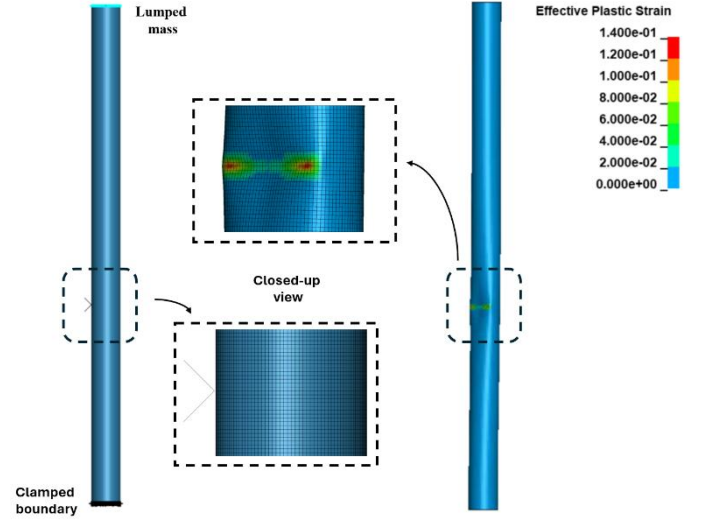 Lumped
mass
Effective Plastic Strain
1.400e-01
1.200e-01
1.000e-01
8.000e-02
6.000e-02
4.000e-02
2.000e-02
0.000e+00
Closed-up
view
Clamped
boundary